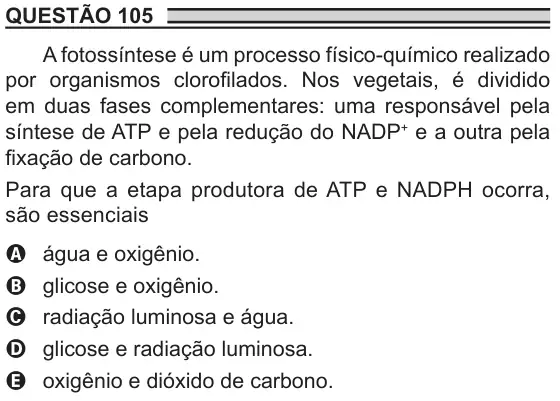 QUESTÃO 105
A fotossíntese é um processo físico-químico realizado
por organismos clorofilados. Nos vegetais, é dividido
em duas fases complementares: uma responsável pela
síntese de ATP e pela redução do NADP⁺ e a outra pela
fixação de carbono.
Para que a etapa produtora de ATP e NADPH ocorra,
são essenciais
A água e oxigênio.
B glicose e oxigênio.
C radiação luminosa e água.
D glicose e radiação luminosa.
E oxigênio e dióxido de carbono.